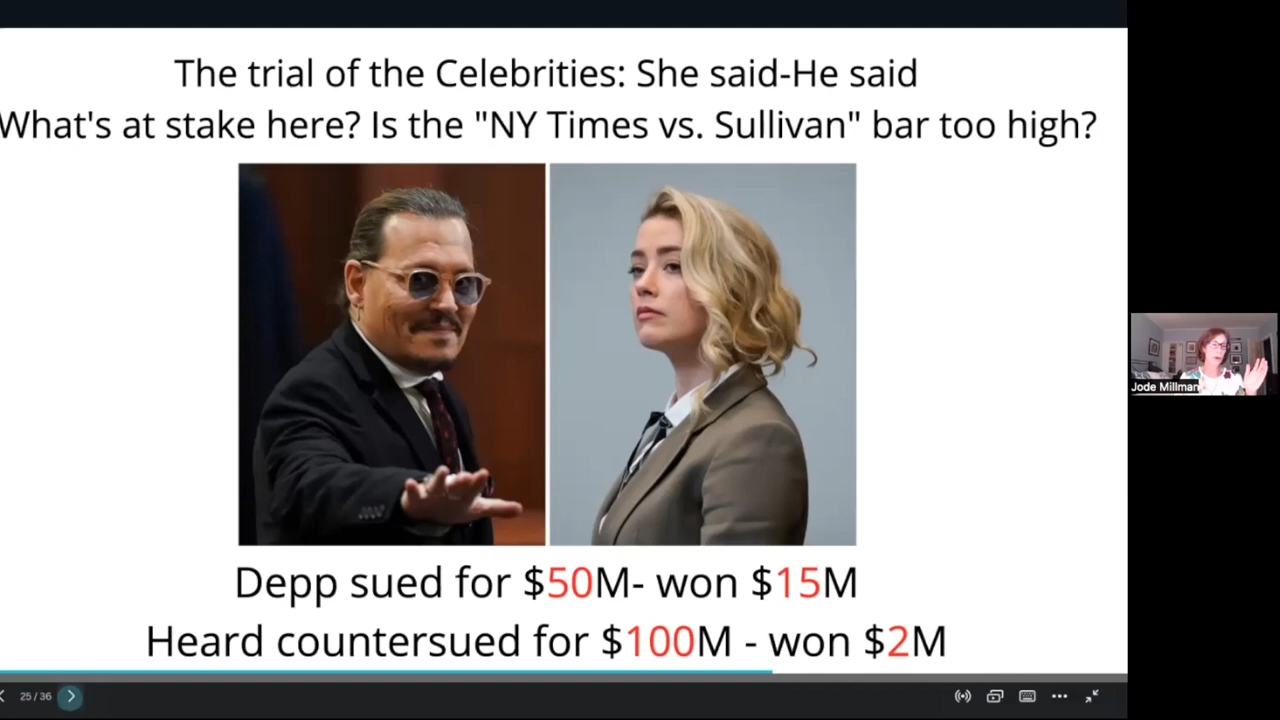 The trial of the Celebrities: She said-He said
What's at stake here? Is the "NY Times vs. Sullivan" bar too high?
Depp sued for $50M- won $15M
Heard countersued for $100M - won $2M
Jode Millman
25 / 36